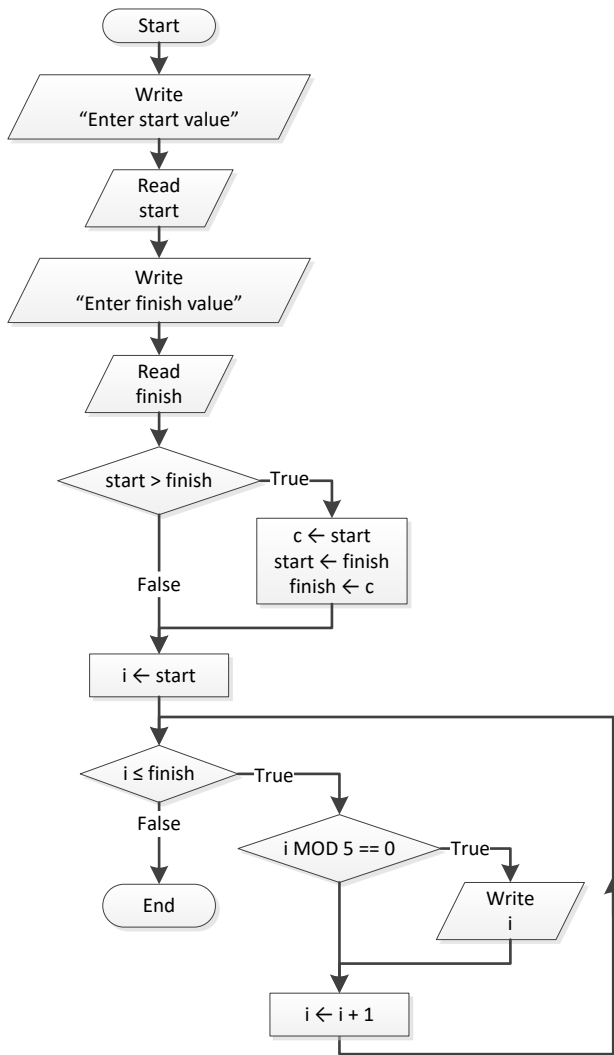 Start
Write
“Enter start value”
Read
start
Write
“Enter finish value”
Read
finish
start > finish
True
c ← start
start ← finish
finish ← c
False
i ← start
i ≤ finish
True
False
i MOD 5 == 0
True
End
Write
i
i ← i + 1